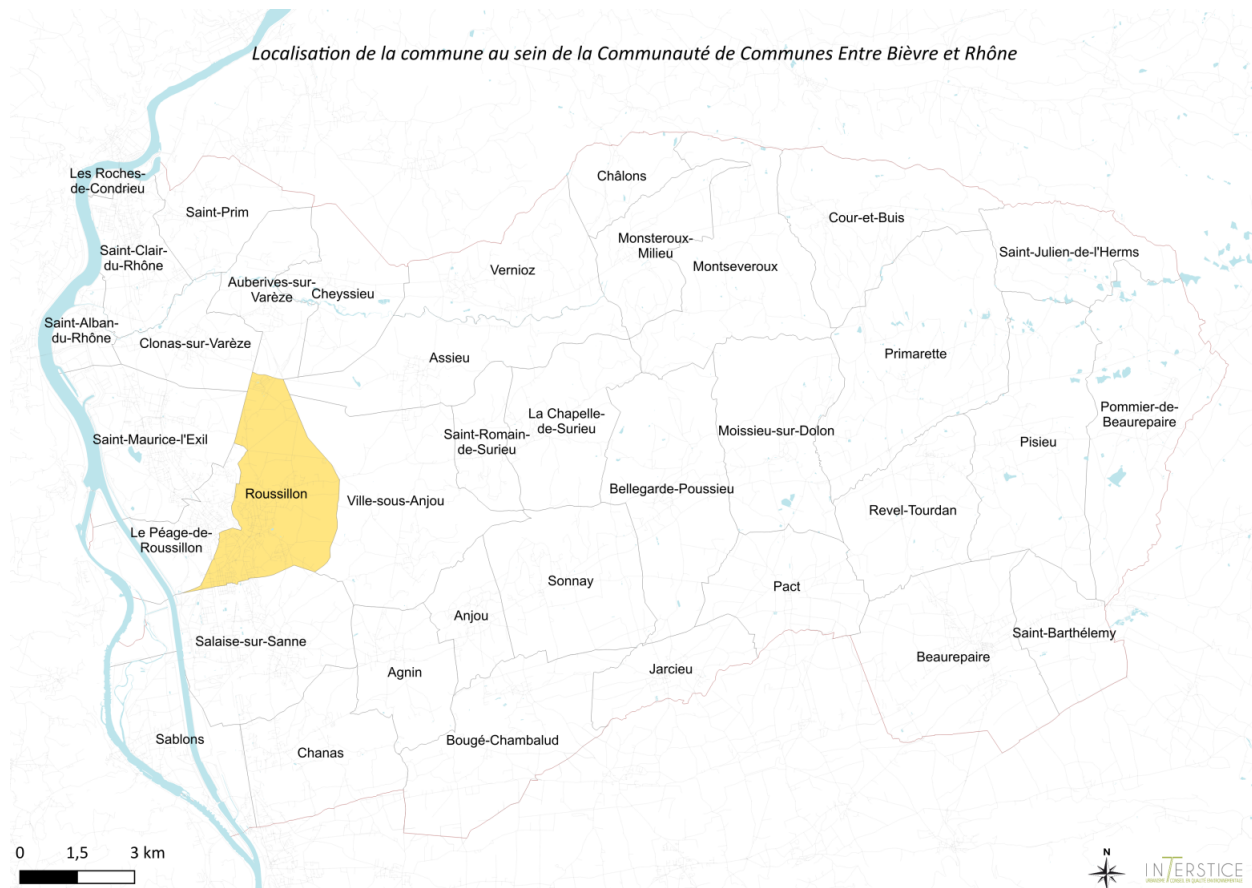 Localisation de la commune au sein de la Communauté de Communes Entre Bièvre et Rhône
Les Roches-
de-Condrieu
Châlons
Saint-Prim
Cour-et-Buis
Monsteroux-
Milieu
Saint-Clair-
du-Rhône
Saint-Julien-de-l'Herms
Vernioz
Montseveroux
Auberives-sur-
Varèze
Cheyssieu
Saint-Alban-
du-Rhône
Clonas-sur-Varèze
Assieu
Primarette
La Chapelle-
de-Surieu
Pommier-de-
Beaurepaire
Saint-Maurice-l'Exil
Saint-Romain-
de-Surieu
Moissieu-sur-Dolon
Pisieu
Roussillon
Ville-sous-Anjou
Bellegarde-Poussieu
Revel-Tourdan
Le Péage-de-
Roussillon
Sonnay
Pact
Anjou
Salaise-sur-Sanne
Saint-Barthélemy
Agnin
Jarcieu
Beaurepaire
Sablons
Chanas
Bougé-Chambalud
0 1,5 3 km
N
INTERSTICE